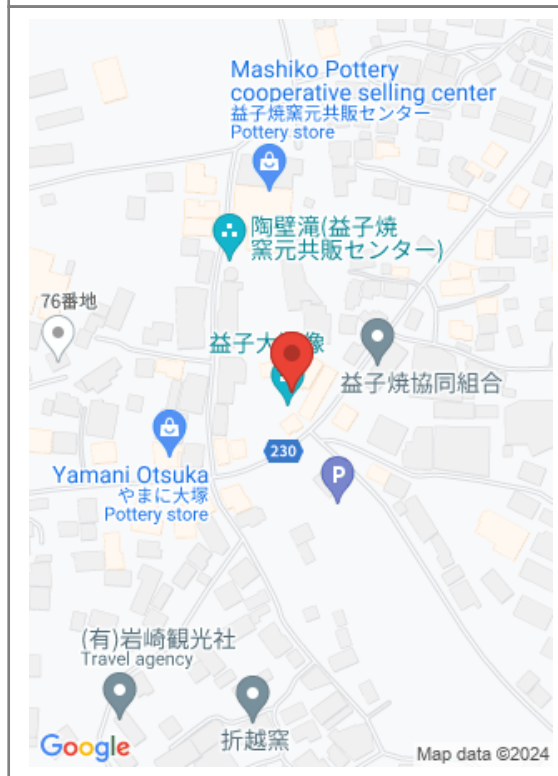 Mashiko Pottery
cooperative selling center
益子焼窯元共販センター
Pottery store
陶壁滝(益子焼
窯元共販センター)
76番地
益子大
像
益子焼協同組合
230
P
Yamani Otsuka
やまに大塚
Pottery store
(有)岩崎観光社
Travel agency
折越窯
Google
Map data ©2024